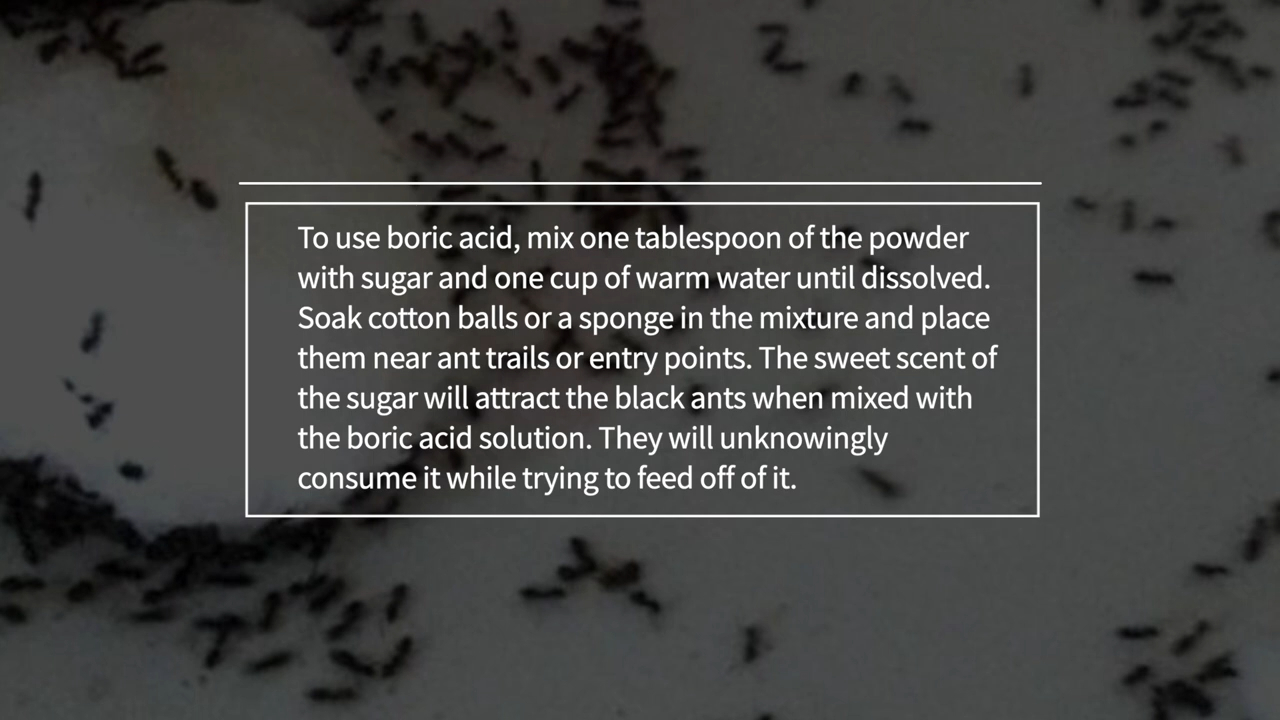 To use boric acid, mix one tablespoon of the powder
with sugar and one cup of warm water until dissolved.
Soak cotton balls or a sponge in the mixture and place
them near ant trails or entry points. The sweet scent of
the sugar will attract the black ants when mixed with
the boric acid solution. They will unknowingly
consume it while trying to feed off of it.